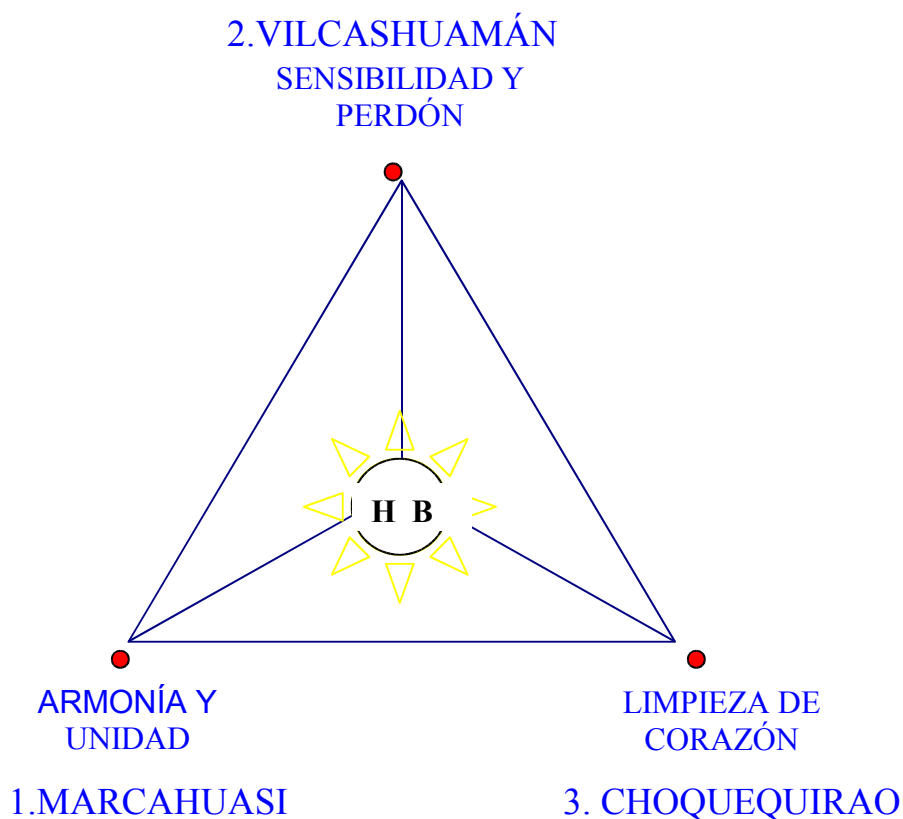 2.VILCASHUAMÁN
SENSIBILIDAD Y
PERDÓN
H B
ARMONÍA Y
UNIDAD
1.MARCAHUASI
LIMPIEZA DE
CORAZÓN
3. CHOQUEQUIRAO